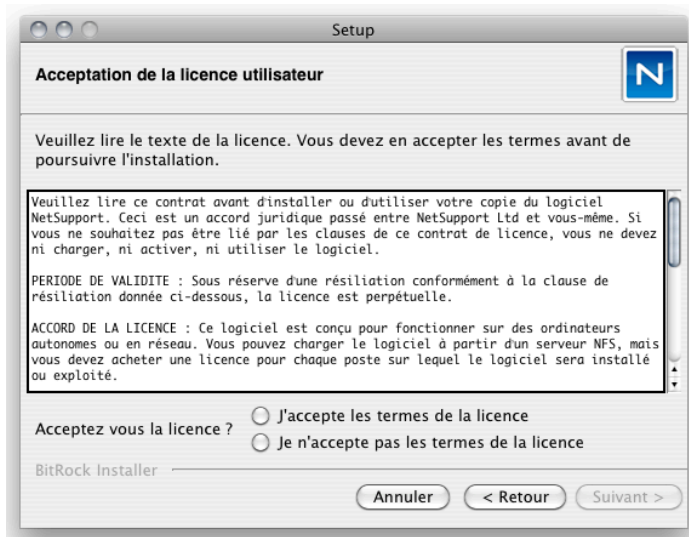 Setup
Acceptation de la licence utilisateur
N
Veuillez lire le texte de la licence. Vous devez en accepter les termes avant de
poursuivre l'installation.
Veuillez lire ce contrat avant d'installer ou d'utiliser votre copie du logiciel
NetSupport. Ceci est un accord juridique passé entre NetSupport Ltd et vous-même. Si
vous ne souhaitez pas être lié par les clauses de ce contrat de licence, vous ne devez
ni charger, ni activer, ni utiliser le logiciel.
PERIODE DE VALIDITE : Sous réserve d'une résiliation conformément à la clause de
résiliation donnée ci-dessous, la licence est perpétuelle.
ACCORD DE LA LICENCE : Ce logiciel est conçu pour fonctionner sur des ordinateurs
autonomes ou en réseau. Vous pouvez charger le logiciel à partir d'un serveur NFS, mais
vous devez acheter une licence pour chaque poste sur lequel le logiciel sera installé
ou exploité.
Acceptez vous la licence ?
J'accepte les termes de la licence
Je n'accepte pas les termes de la licence
BitRock Installer
Annuler
< Retour
Suivant >